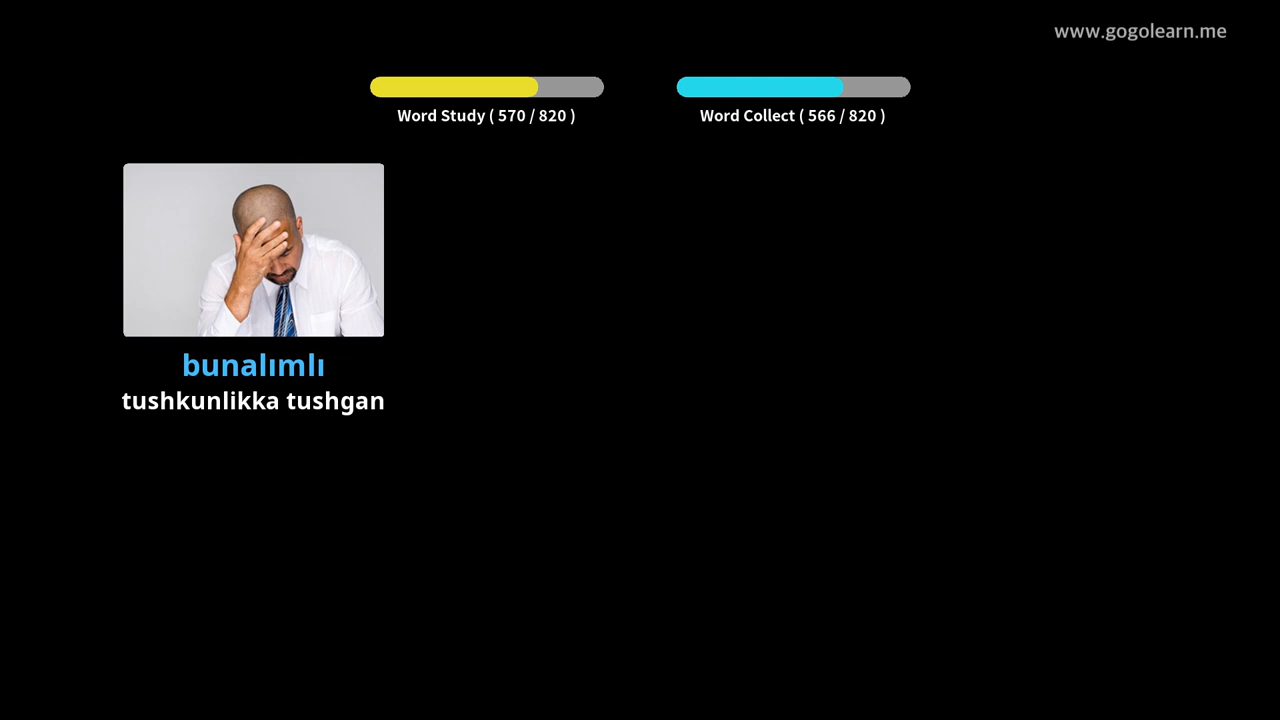 www.gogolearn.me
Word Study ( 570 / 820 )
Word Collect ( 566 / 820 )
bunalımlı
tushkunlikka tushgan